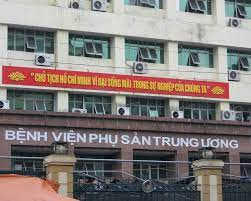 "CHỦ TỊCH HỒ CHÍ MINH VĨ ĐẠI SỐNG MÃI TRONG SỰ NGHIỆP CỦA CHÚNG TA"
BỆNH VIỆN PHỤ SẢN TRUNG ƯƠNG